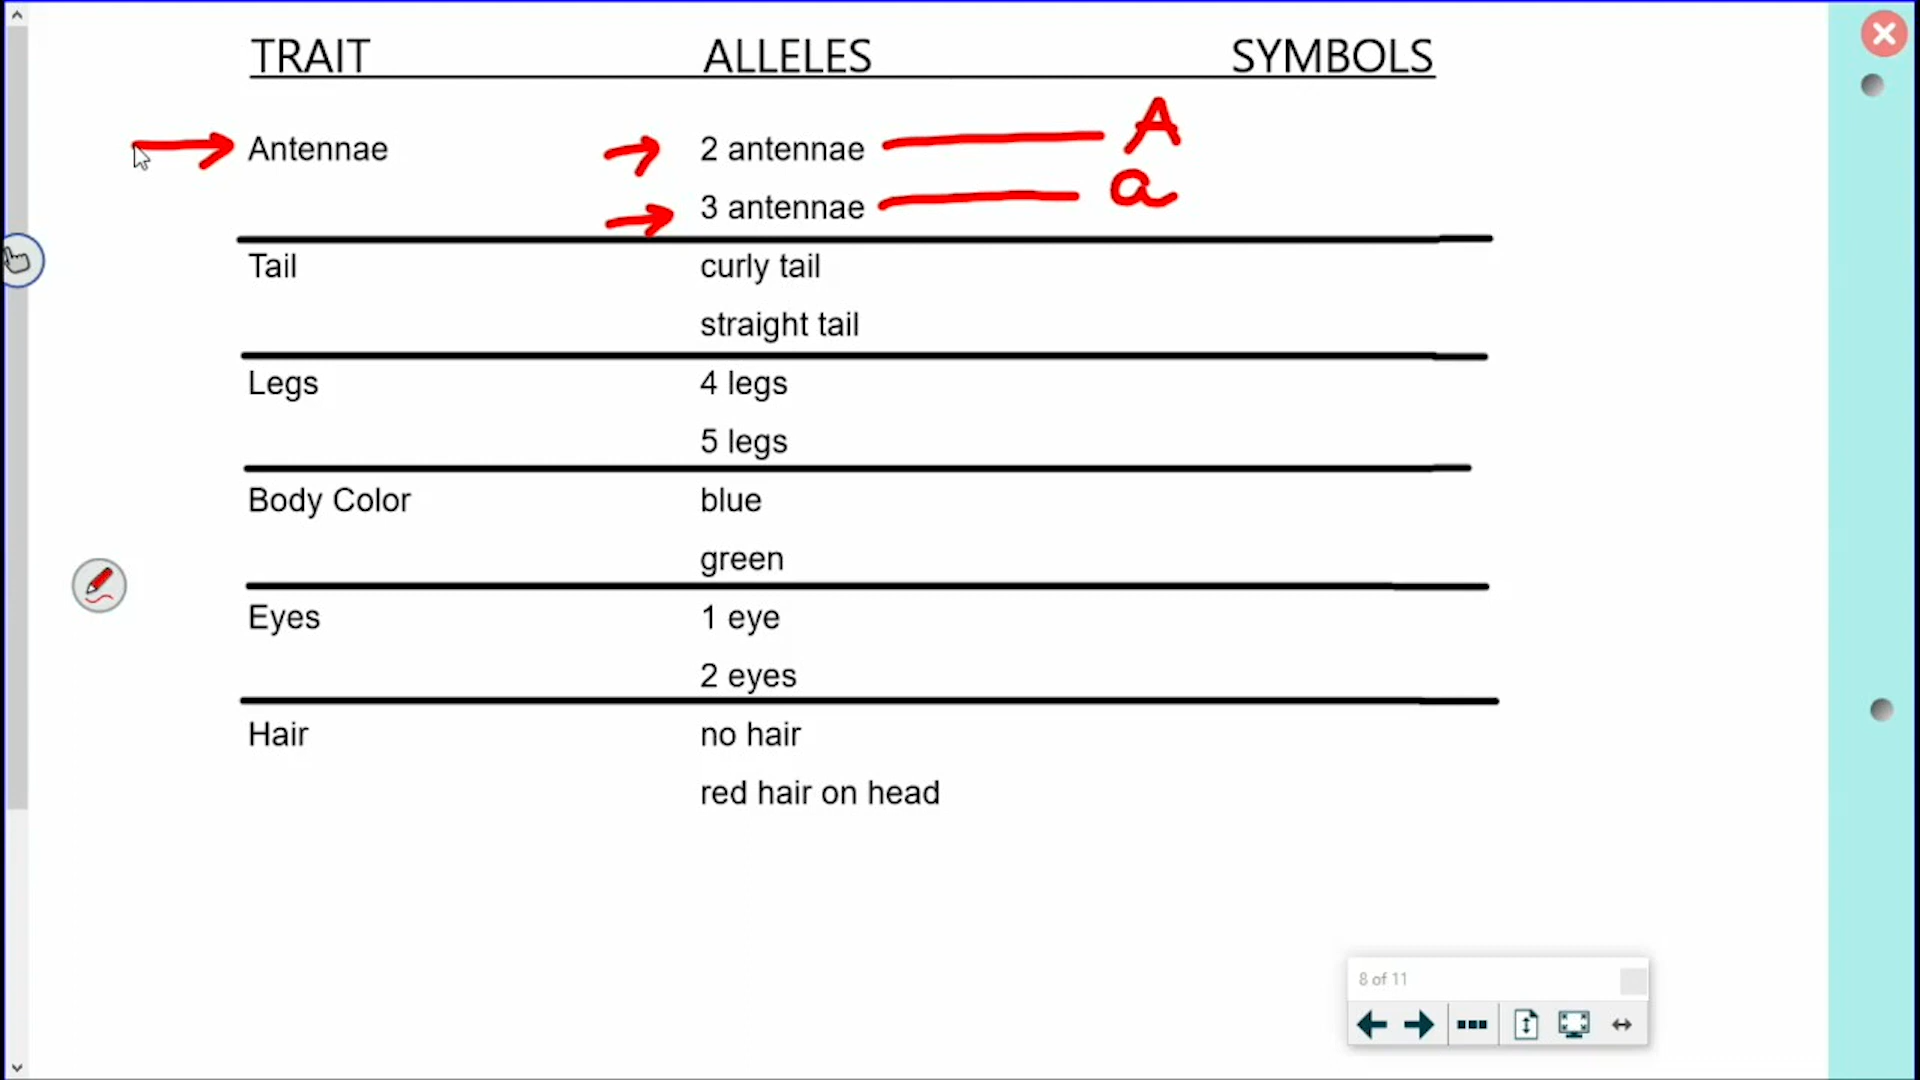 TRAIT ALLELES SYMBOLS
Antennae 2 antennae A
3 antennae a
Tail curly tail
straight tail
Legs 4 legs
5 legs
Body Color blue
green
Eyes 1 eye
2 eyes
Hair no hair
red hair on head
8 of 11